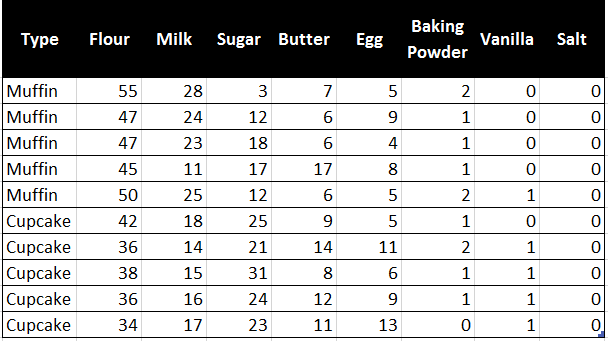 Type Flour Milk Sugar Butter Egg Baking Powder Vanilla Salt
Muffin 55 28 3 7 5 2 0 0
Muffin 47 24 12 6 9 1 0 0
Muffin 47 23 18 6 4 1 0 0
Muffin 45 11 17 17 8 1 0 0
Muffin 50 25 12 6 5 2 1 0
Cupcake 42 18 25 9 5 1 0 0
Cupcake 36 14 21 14 11 2 1 0
Cupcake 38 15 31 8 6 1 1 0
Cupcake 36 16 24 12 9 1 1 0
Cupcake 34 17 23 11 13 0 1 0